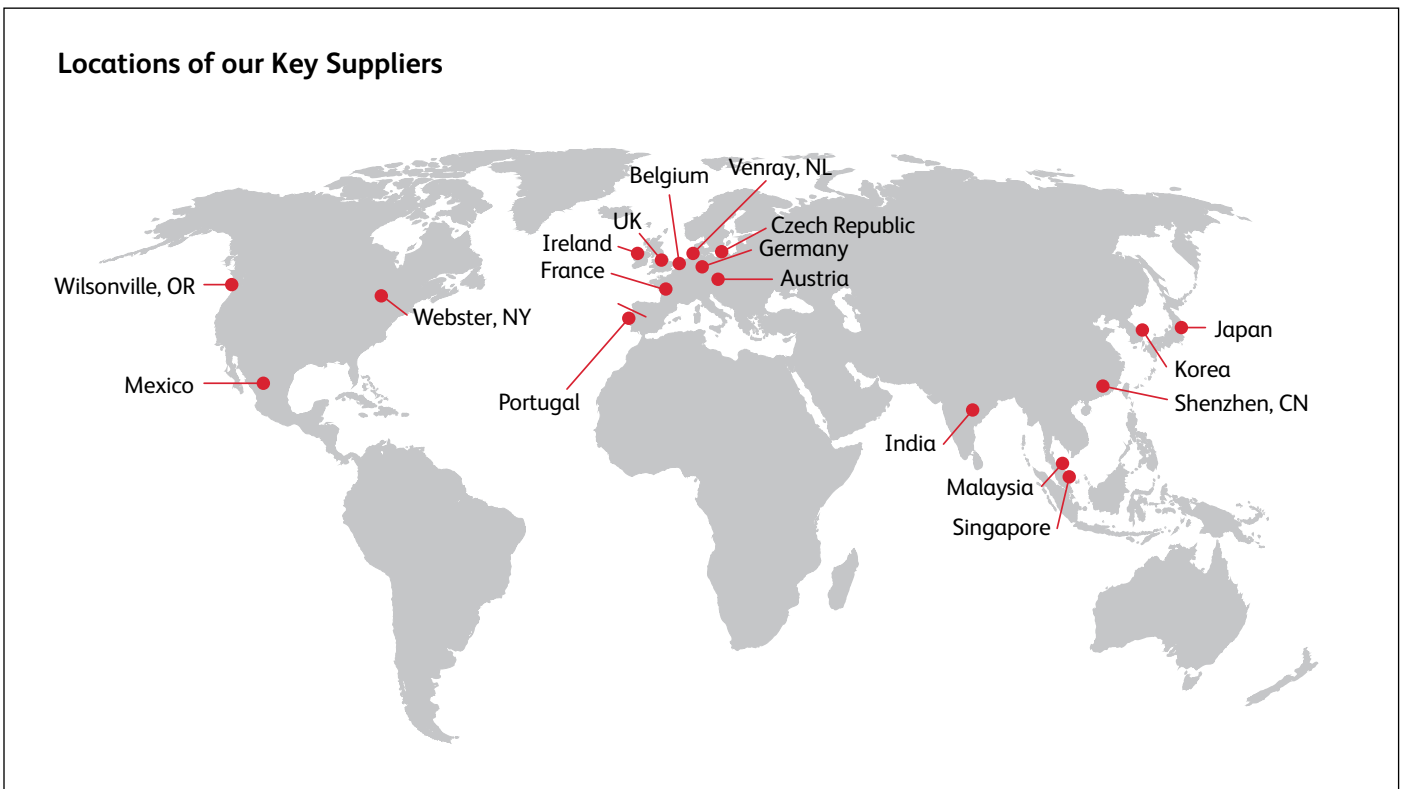 Locations of our Key Suppliers
Venray, NL
Belgium
UK
Czech Republic
Ireland
Germany
France
Austria
Wilsonville, OR
Webster, NY
Japan
Korea
Mexico
Portugal
Shenzhen, CN
India
Malaysia
Singapore